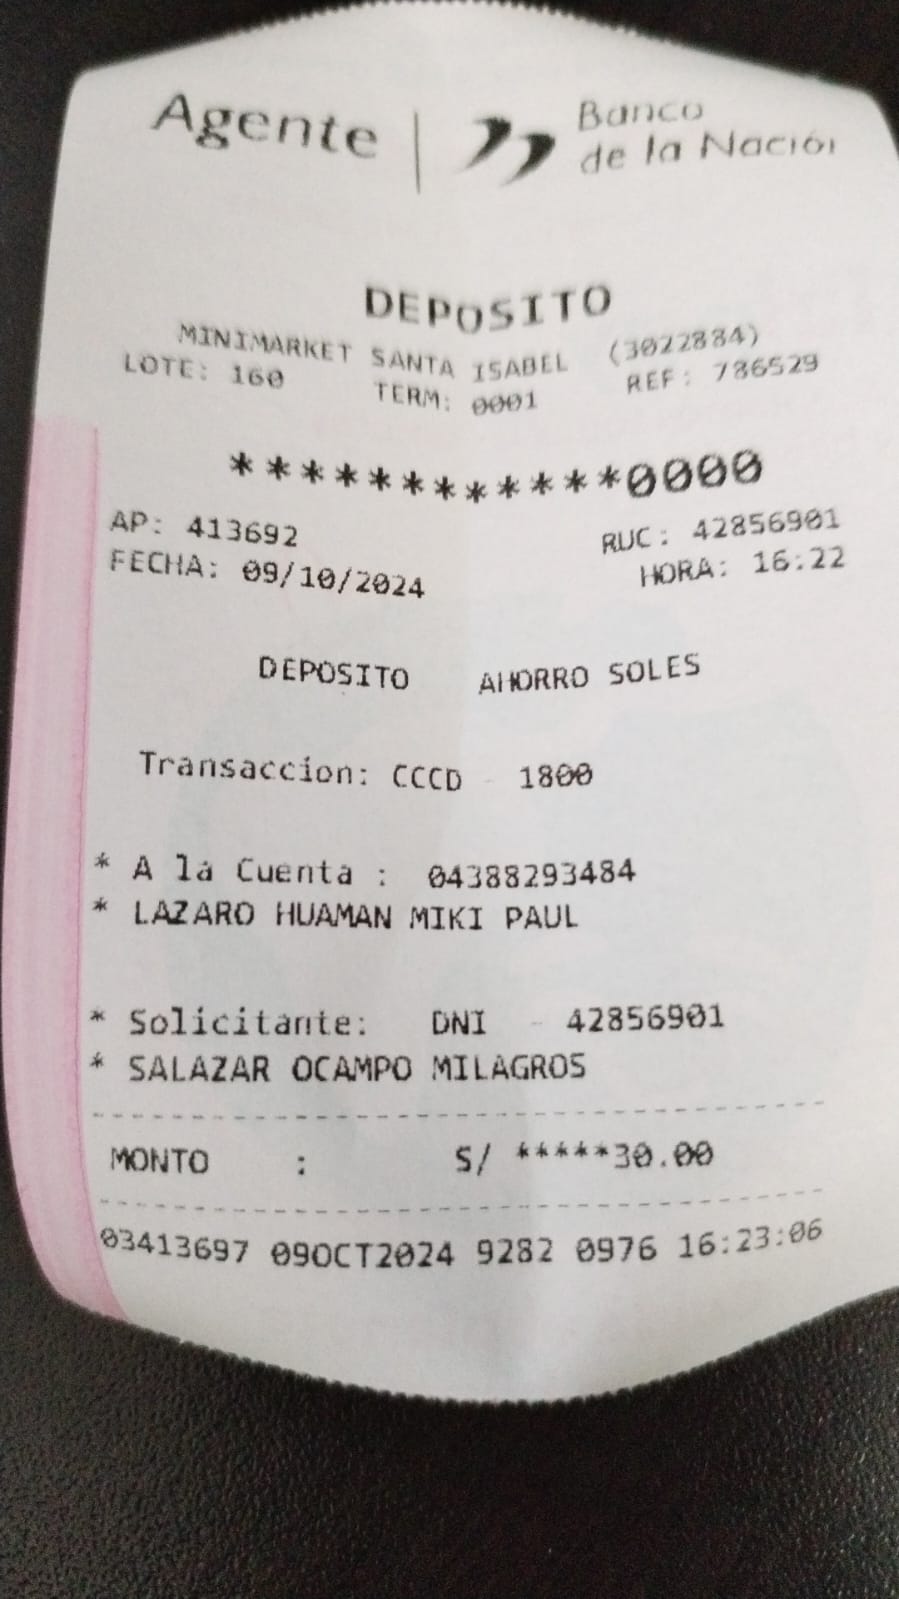 Agente | Banco
de la Nación
DEPOSITO
MINIMARKET SANTA ISABEL (3022884)
LOTE: 160 TERM: 0001 REF: 786529
************0000
AP: 413692 RUC: 42856901
FECHA: 09/10/2024 HORA: 16:22
DEPOSITO AHORRO SOLES
Transaccion: CCCD - 1800
* A la Cuenta : 04388293484
* LAZARO HUAMAN MIKI PAUL
* Solicitante: DNI - 42856901
* SALAZAR OCAMPO MILAGROS
MONTO : S/ *****30.00
03413697 09OCT2024 9282 0976 16:23:06